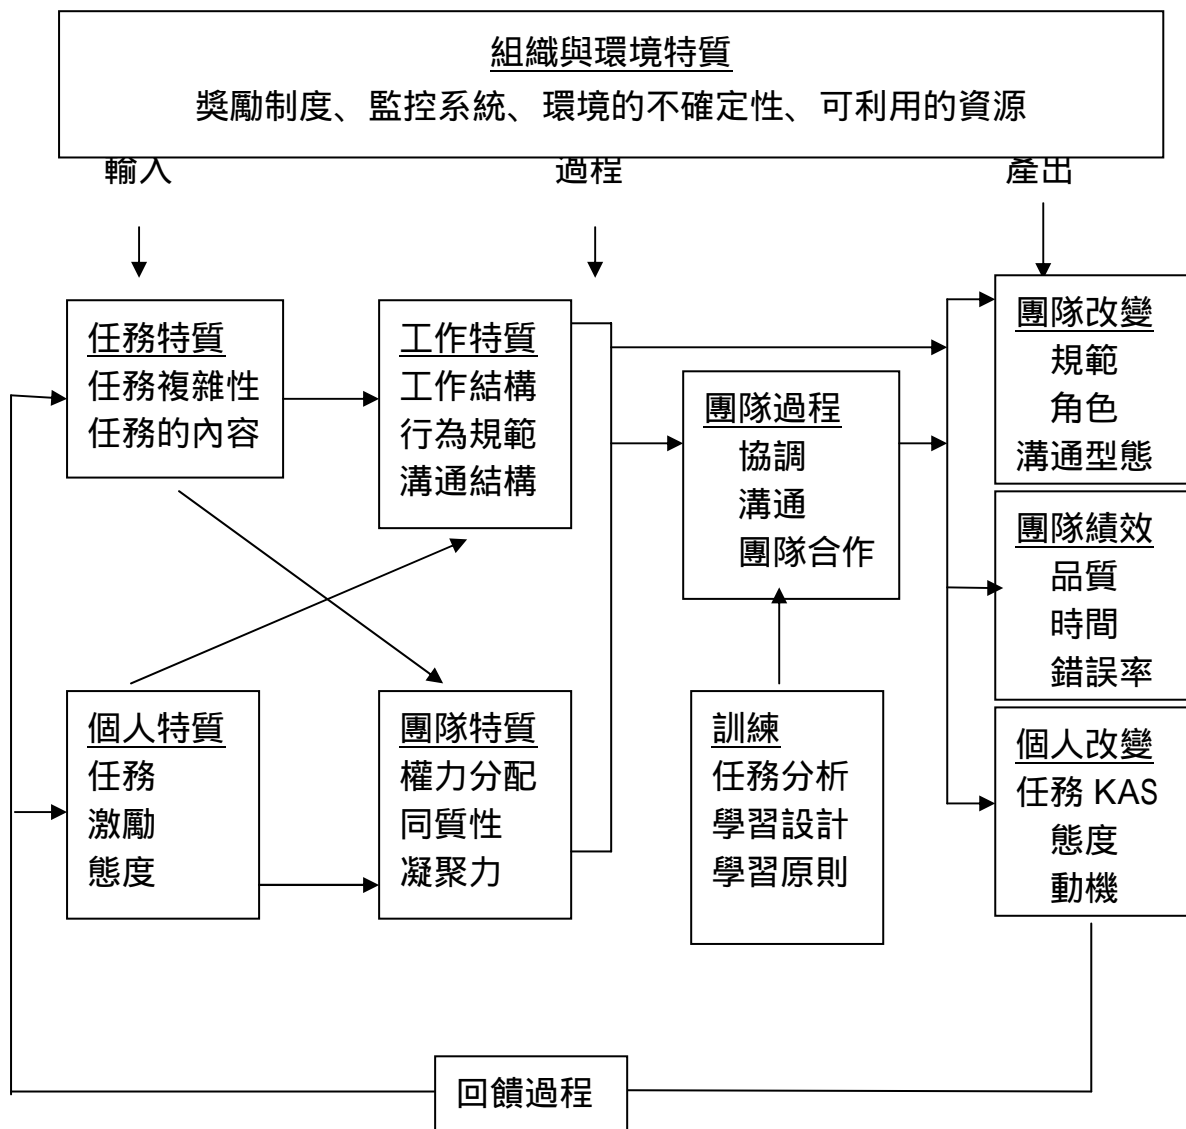 組織與環境特質
獎勵制度、監控系統、環境的不確定性、可利用的資源
輸入
過程
產出
任務特質
任務複雜性
任務的內容
工作特質
工作結構
行為規範
溝通結構
團隊過程
協調
溝通
團隊合作
團隊改變
規範
角色
溝通型態
團隊績效
品質
時間
錯誤率
個人特質
任務
激勵
態度
團隊特質
權力分配
同質性
凝聚力
訓練
任務分析
學習設計
學習原則
個人改變
任務 KAS
態度
動機
回饋過程